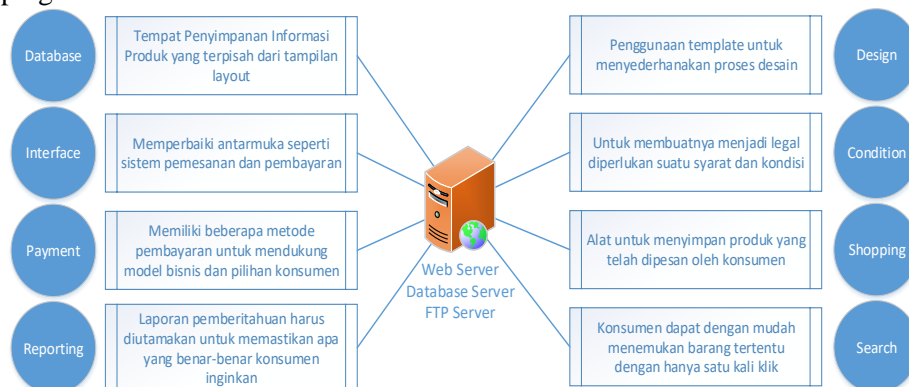 Database
Tempat Penyimpanan Informasi
Produk yang terpisah dari tampilan
layout
Interface
Memperbaiki antarmuka seperti
sistem pemesanan dan pembayaran
Payment
Memiliki beberapa metode
pembayaran untuk mendukung
model bisnis dan pilihan konsumen
Reporting
Laporan pemberitahuan harus
diutamakan untuk memastikan apa
yang benar-benar konsumen
inginkan
Web Server
Database Server
FTP Server
Penggunaan template untuk
menyederhanakan proses desain
Design
Untuk membuatnya menjadi legal
diperlukan suatu syarat dan kondisi
Condition
Alat untuk menyimpan produk yang
telah dipesan oleh konsumen
Shopping
Konsumen dapat dengan mudah
menemukan barang tertentu
dengan hanya satu kali klik
Search